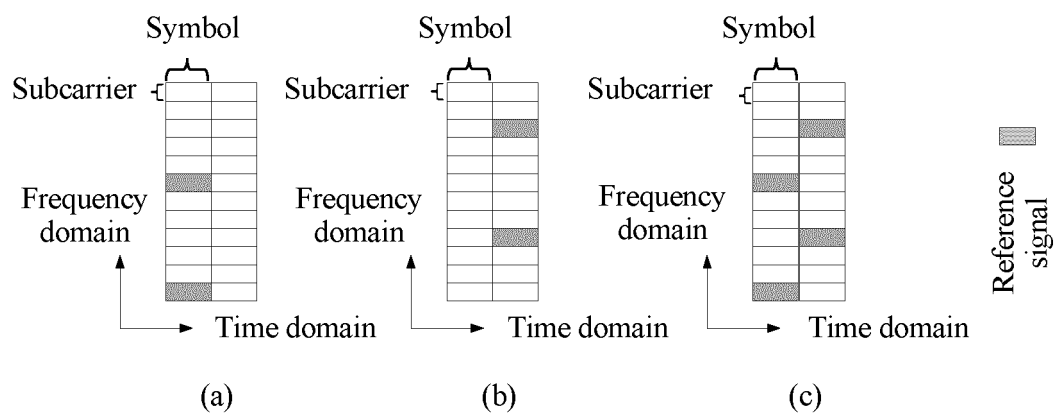 Symbol
Subcarrier
Frequency
domain
Time domain
(a)
Symbol
Subcarrier
Frequency
domain
Time domain
(b)
Symbol
Subcarrier
Frequency
domain
Time domain
(c)
Reference
signal